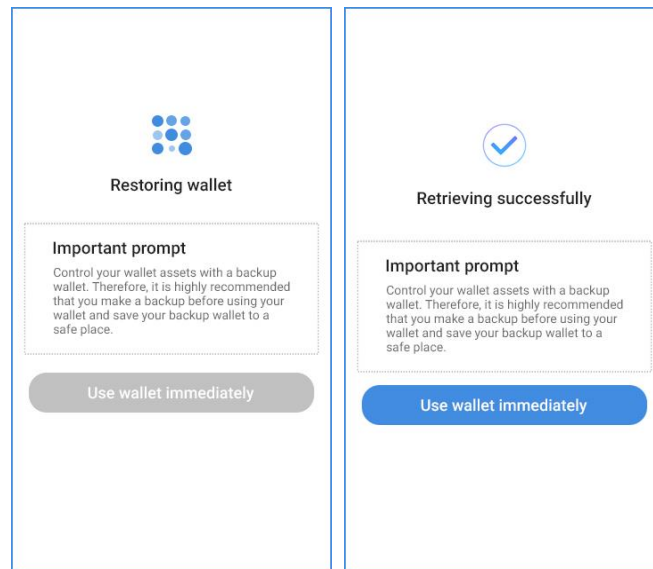 Restoring wallet
Important prompt
Control your wallet assets with a backup
wallet. Therefore, it is highly recommended
that you make a backup before using your
wallet and save your backup wallet to a
safe place.
Use wallet immediately
Retrieving successfully
Important prompt
Control your wallet assets with a backup
wallet. Therefore, it is highly recommended
that you make a backup before using your
wallet and save your backup wallet to a
safe place.
Use wallet immediately